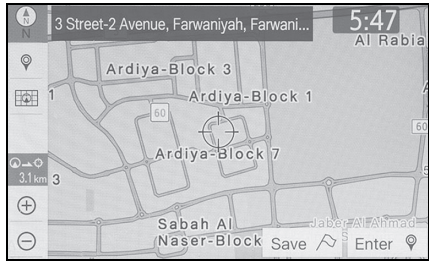 N
N
3 Street-2 Avenue, Farwaniyah, Farwani...
5:47
Al Rabia
Ardiya-Block 3
1
Ardiya-Block 1
60
60
Ardiya-Block 7
3.1 km
3
Sabah Al
Naser-Block
Jaber Al Ahmad
S
Save
Enter